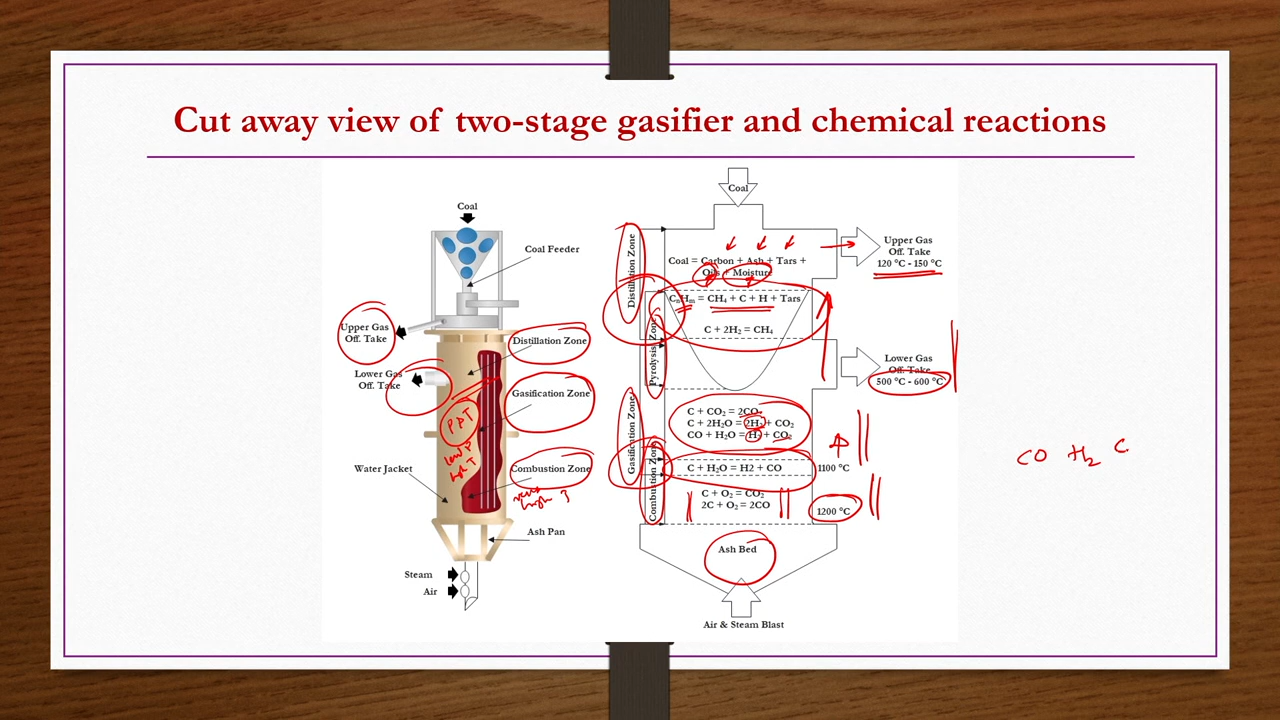 Cut away view of two-stage gasifier and chemical reactions
Coal
Coal Feeder
Upper Gas
Off. Take
Lower Gas
Off. Take
Distillation Zone
Gasification Zone
PPT
low P
Combustion Zone
very
high J
Water Jacket
Ash Pan
Steam
Air
Coal
Distillation Zone
Pyrolysis Zone
Gasification Zone
Combustion Zone
Coal = Carbon + Ash + Tars +
Oils + Moisture
CₙHₘ = CH₄ + C + H + Tars
C + 2H₂ = CH₄
C + CO₂ = 2CO
C + 2H₂O = 2H₂ + CO₂
CO + H₂O = H₂ + CO₂
C + H₂O = H2 + CO
1100 °C
C + O₂ = CO₂
2C + O₂ = 2CO
1200 °C
Ash Bed
Air & Steam Blast
Upper Gas
Off. Take
120 °C - 150 °C
Lower Gas
Off. Take
500 °C - 600 °C
CO H₂ C